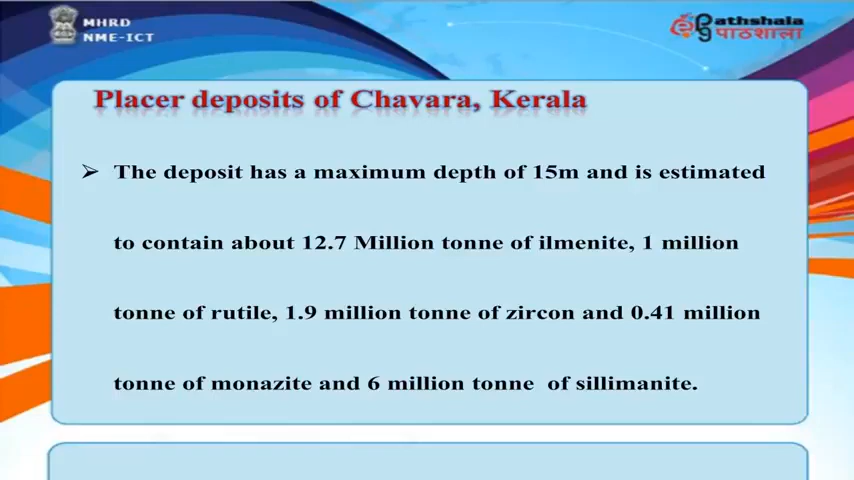 MHRD
NME-ICT
Pathshala
पाठशाला
Placer deposits of Chavara, Kerala
➢ The deposit has a maximum depth of 15m and is estimated
to contain about 12.7 Million tonne of ilmenite, 1 million
tonne of rutile, 1.9 million tonne of zircon and 0.41 million
tonne of monazite and 6 million tonne of sillimanite.